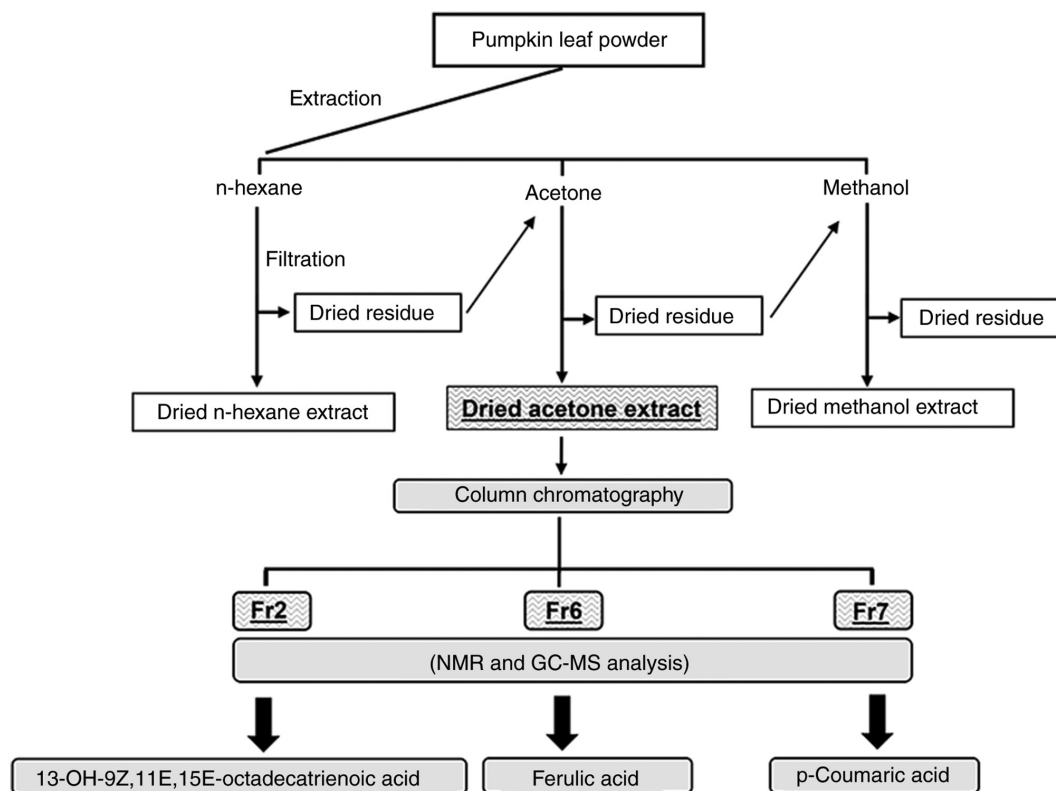 Pumpkin leaf powder
Extraction
n-hexane
Acetone
Methanol
Filtration
Dried residue
Dried residue
Dried residue
Dried n-hexane extract
Dried acetone extract
Dried methanol extract
Column chromatography
Fr2
Fr6
Fr7
(NMR and GC-MS analysis)
13-OH-9Z,11E,15E-octadecatrienoic acid
Ferulic acid
p-Coumaric acid